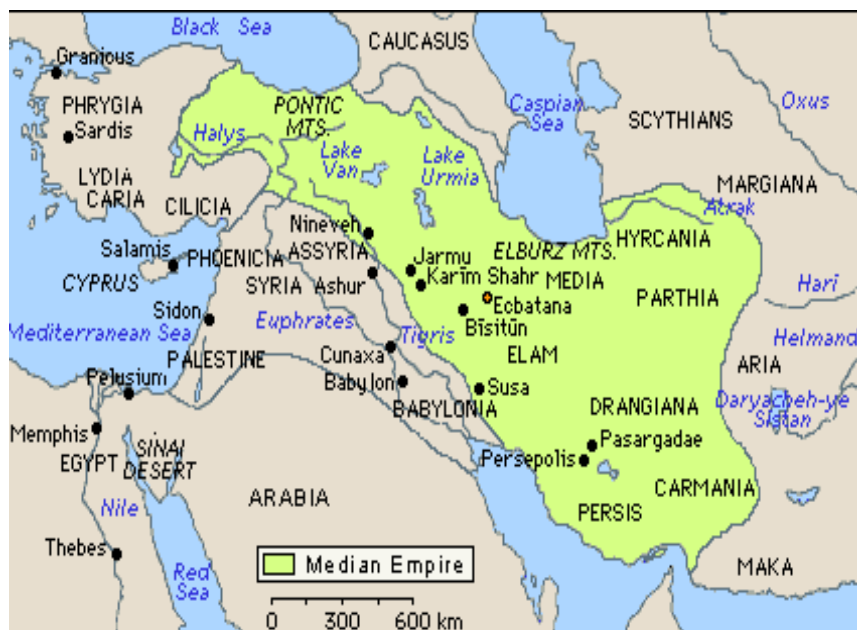 Black Sea
CAUCASUS
Granicus
PHRYGIA
Sardis
PONTIC
MTS.
Halys
Caspian
Sea
Oxus
SCYTHIANS
Lake
Van
Lake
Urmia
LYDIA
CARIA
CILICIA
MARGIANA
Atrak
Nineveh
ASSYRIA
ELBURZ MTS.
HYRCANIA
Salamis
PHOENICIA
CYPRUS
SYRIA
Ashur
Jarmu
Karīm Shahr
MEDIA
Ecbatana
PARTHIA
Hari
Sidon
Mediterranean Sea
Euphrates
Tigris
Bīsitūn
Helmand
PALESTINE
Cunaxa
ELAM
ARIA
Pelusium
Babylon
BABYLONIA
Susa
DRANGIANA
Daryacheh-ye
Sistan
Memphis
EGYPT
SINAI
DESERT
Pasargadae
Persepolis
Nile
ARABIA
PERSIS
CARMANIA
Thebes
Red
Sea
Median Empire
MAKA
0 300 600 km